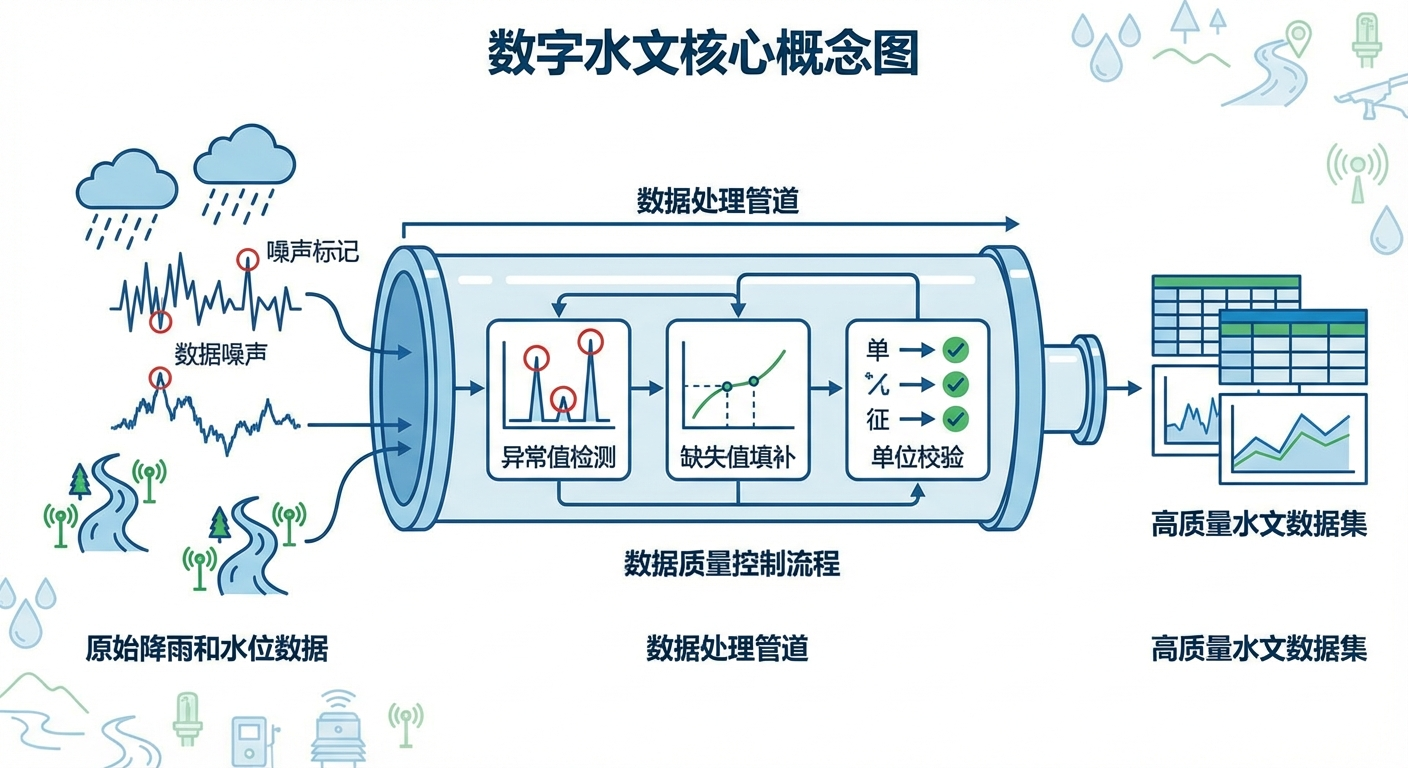 数字水文核心概念图
数据处理管道
噪声标记
数据噪声
单
征
异常值检测
缺失值填补
单位校验
高质量水文数据集
数据质量控制流程
原始降雨和水位数据
数据处理管道
高质量水文数据集